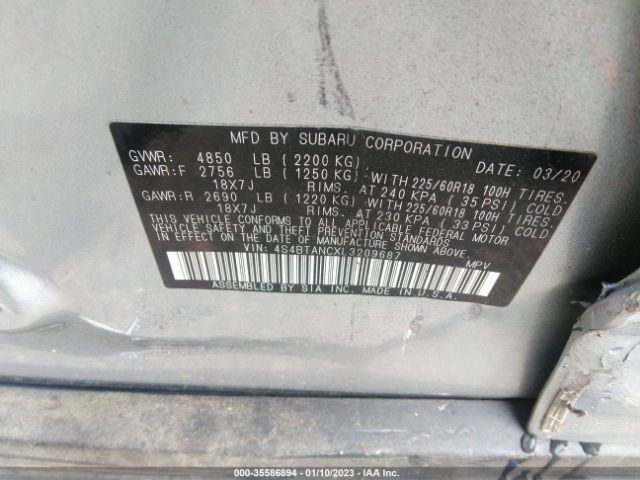 MFD BY SUBARU CORPORATION
GVWR: 4850 LB (2200 KG) DATE: 03/20
GAWR:F 2756 LB (1250 KG) WITH 225/60R18 100H TIRES.
18X7J RIMS. AT 240 KPA (35 PSI) COLD
GAWR:R 2690 LB (1220 KG) WITH 225/60R18 100H TIRES.
18X7J RIMS. AT 230 KPA (33 PSI) COLD
THIS VEHICLE CONFORMS TO ALL APPLICABLE FEDERAL MOTOR
VEHICLE SAFETY AND THEFT PREVENTION STANDARDS
IN EFFECT ON THE DATE OF MANUFACTURE SHOWN ABOVE.
VIN: 4S4BTANCXL3209687 MPV
ASSEMBLED BY SIA INC. MADE IN U.S.A.
000-35586894 - 01/10/2023 - IAA Inc.